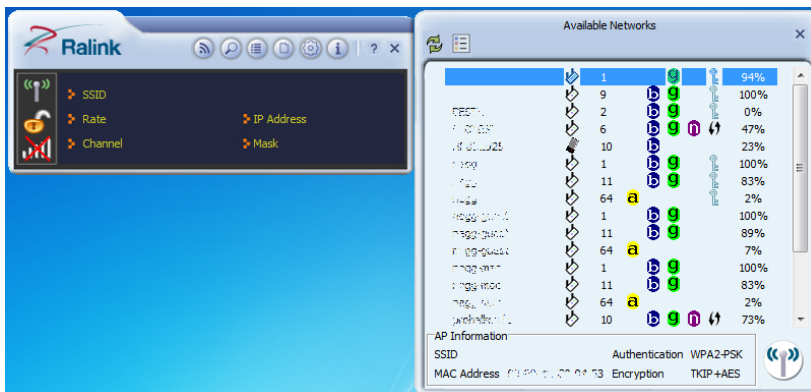 Available Networks
Ralink
? ×
SSID
Rate
IP Address
Channel
Mask
1 g 94%
9 b g 100%
2 b g 0%
6 b g n 47%
10 b 23%
1 b g 100%
11 b g 83%
64 a 2%
1 b g 100%
11 b g 89%
64 a 7%
1 b g 100%
11 b g 83%
64 a 2%
10 b g n 73%
AP Information
SSID Authentication WPA2-PSK
MAC Address Encryption TKIP+AES